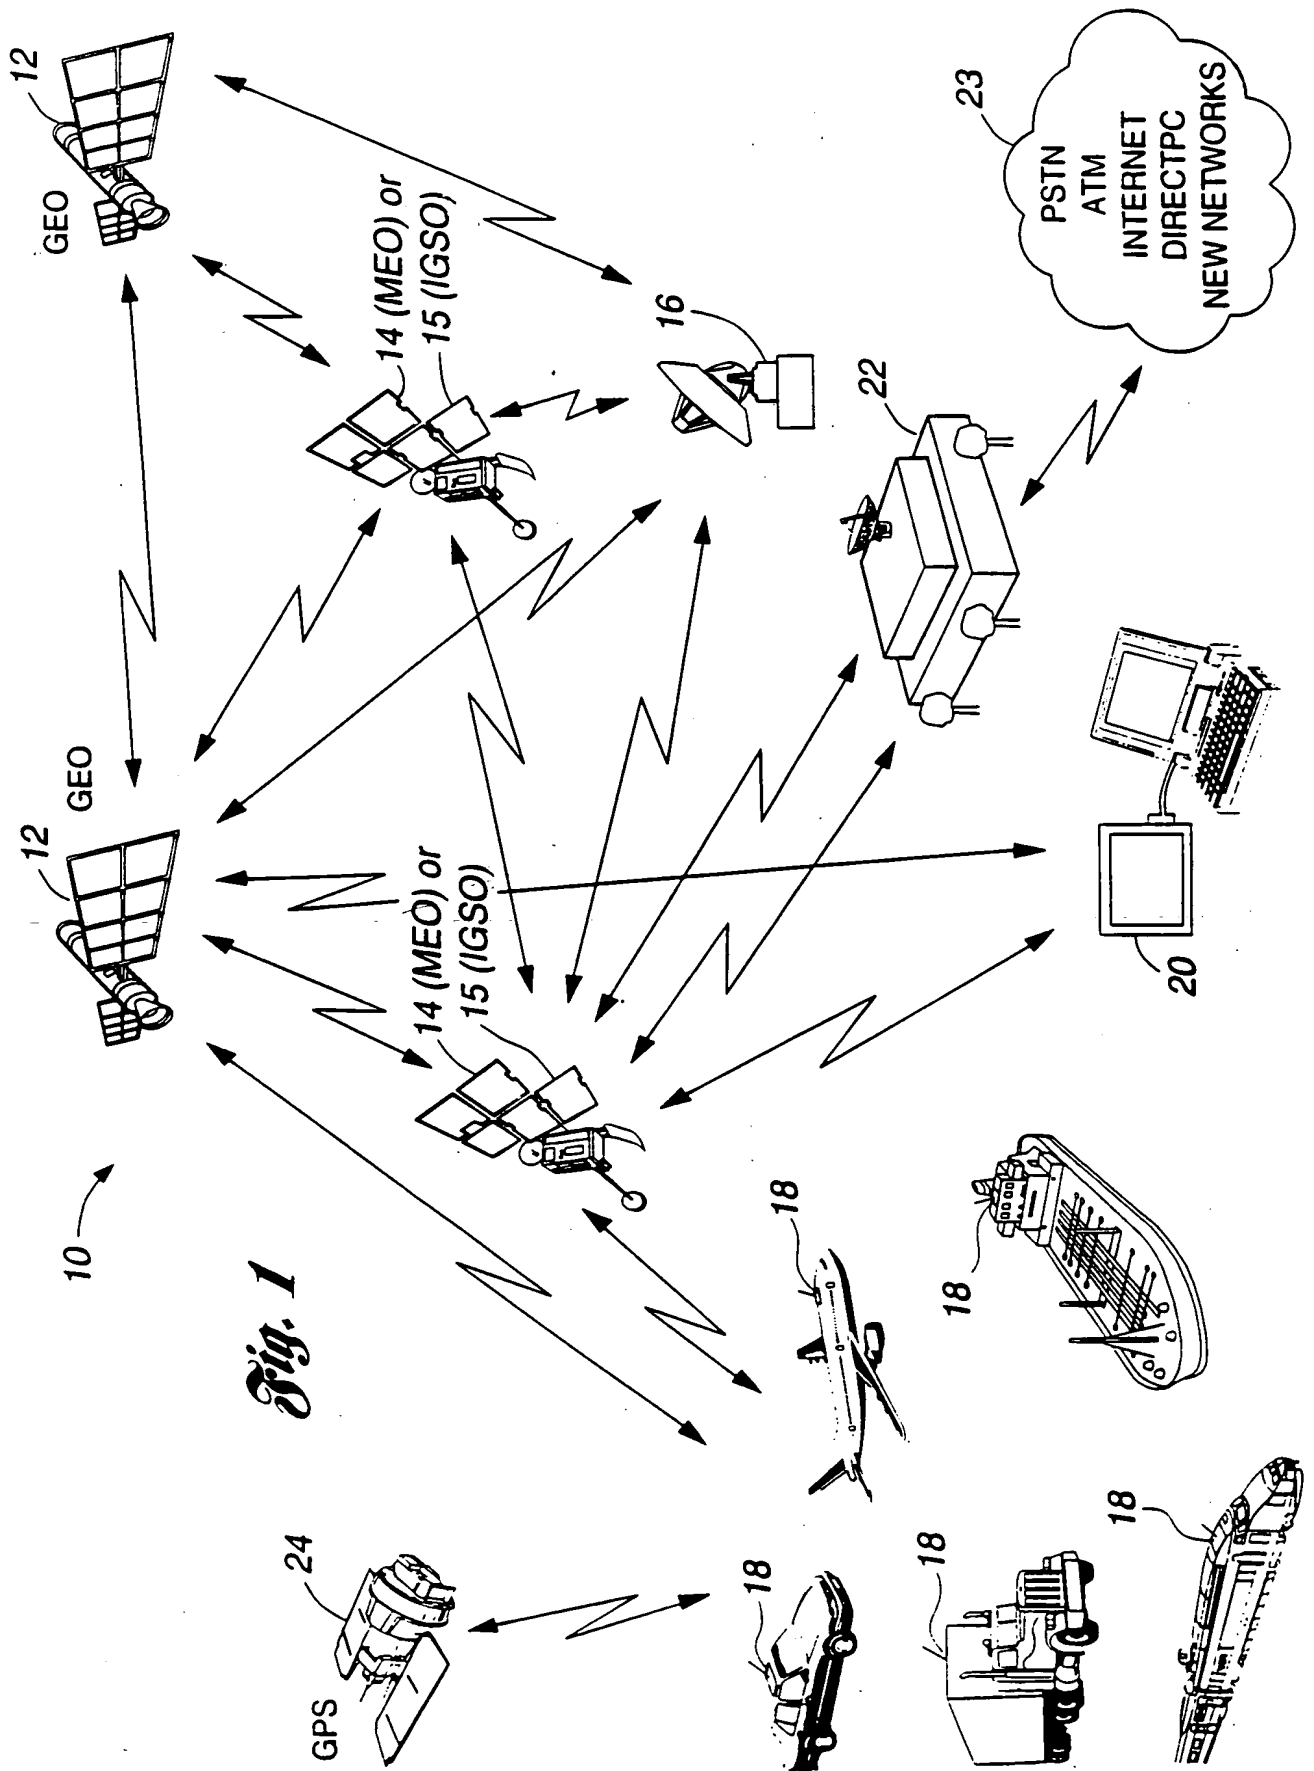 12
GEO
12
GEO
14 (MEO) or
15 (IGSO)
14 (MEO) or
15 (IGSO)
10
Fig. 1
24
GPS
16
22
23
PSTN
ATM
INTERNET
DIRECTPC
NEW NETWORKS
20
18
18
18
18
18